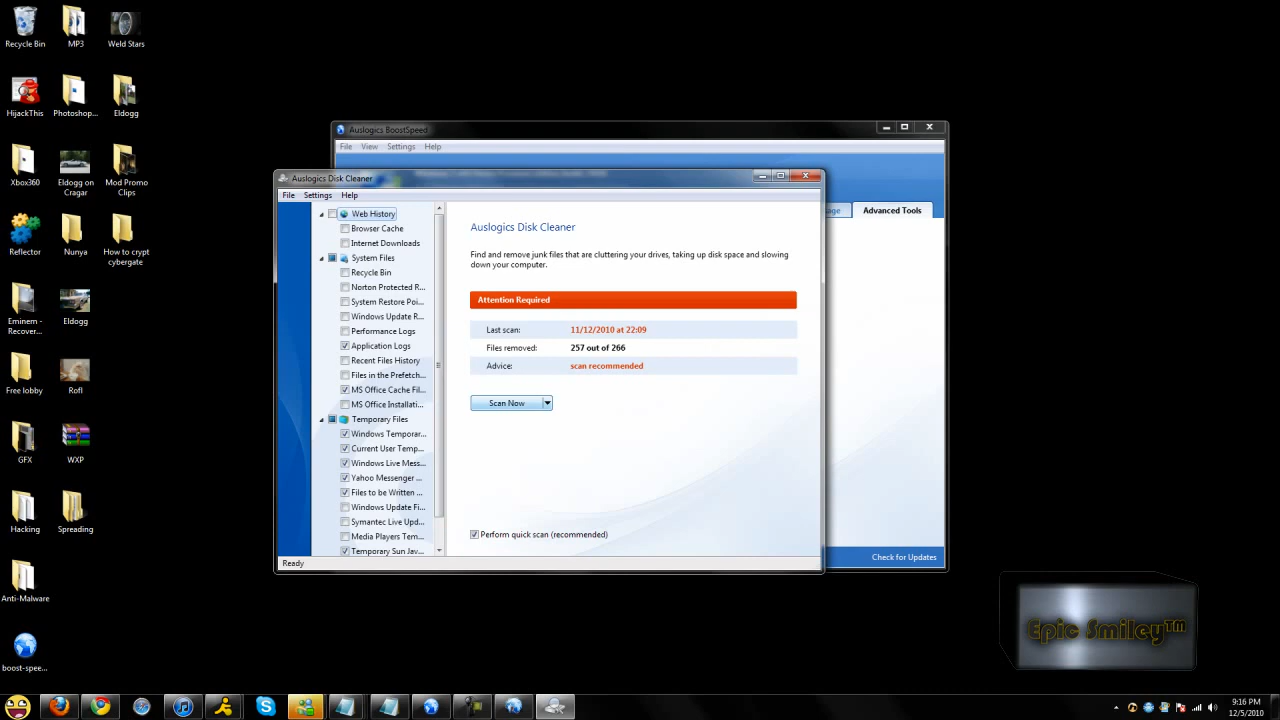 Recycle Bin
MP3
Weld Stars
HijackThis
Photoshop...
Eldogg
Xbox360
Eldogg on
Cragar
Mod Promo
Clips
Reflector
Nunya
How to crypt
cybergate
Eminem -
Recover...
Eldogg
Free lobby
Rofl
GFX
WXP
Hacking
Spreading
Anti-Malware
boost-spee...
Auslogics BoostSpeed
File View Settings Help
Advanced Tools
Check for Updates
Auslogics Disk Cleaner
File Settings Help
Web History
Browser Cache
Internet Downloads
System Files
Recycle Bin
Norton Protected R...
System Restore Poi...
Windows Update R...
Performance Logs
Application Logs
Recent Files History
Files in the Prefetch...
MS Office Cache Fil...
MS Office Installati...
Temporary Files
Windows Temporar...
Current User Temp...
Windows Live Mess...
Yahoo Messenger ...
Files to be Written ...
Windows Update Fi...
Symantec Live Upd...
Media Players Tem...
Temporary Sun Jav...
Auslogics Disk Cleaner
Find and remove junk files that are cluttering your drives, taking up disk space and slowing
down your computer.
Attention Required
Last scan: 11/12/2010 at 22:09
Files removed: 257 out of 266
Advice: scan recommended
Scan Now
Perform quick scan (recommended)
Ready
Epic Smiley™
9:16 PM
12/5/2010